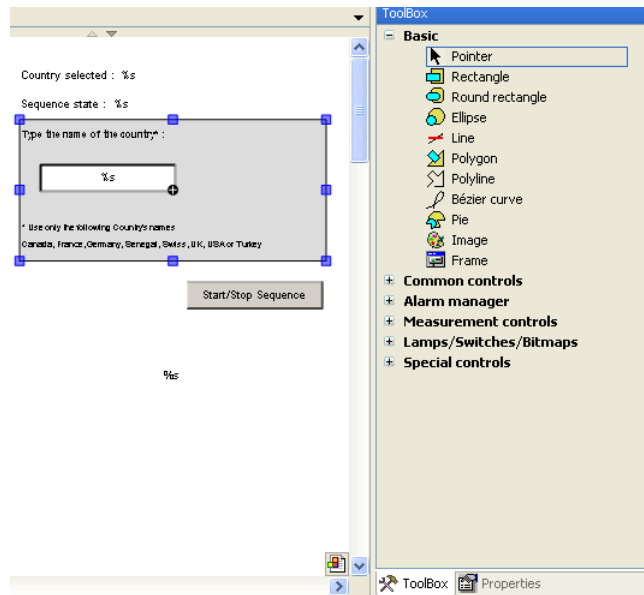 Country selected : %s
Sequence state : %s
Type the name of the country* :
%s
* Use only the following Country's names
Canada, France, Germany, Senegal, Swiss, UK, USA or Turkey
Start/Stop Sequence
%s
ToolBox
Basic
Pointer
Rectangle
Round rectangle
Ellipse
Line
Polygon
Polyline
Bézier curve
Pie
Image
Frame
Common controls
Alarm manager
Measurement controls
Lamps/Switches/Bitmaps
Special controls
ToolBox
Properties